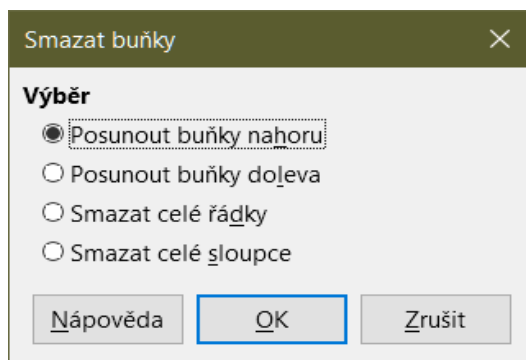 Smazat buňky
Výběr
Posunout buňky nahoru
Posunout buňky doleva
Smazat celé řádky
Smazat celé sloupce
Nápověda OK Zrušit